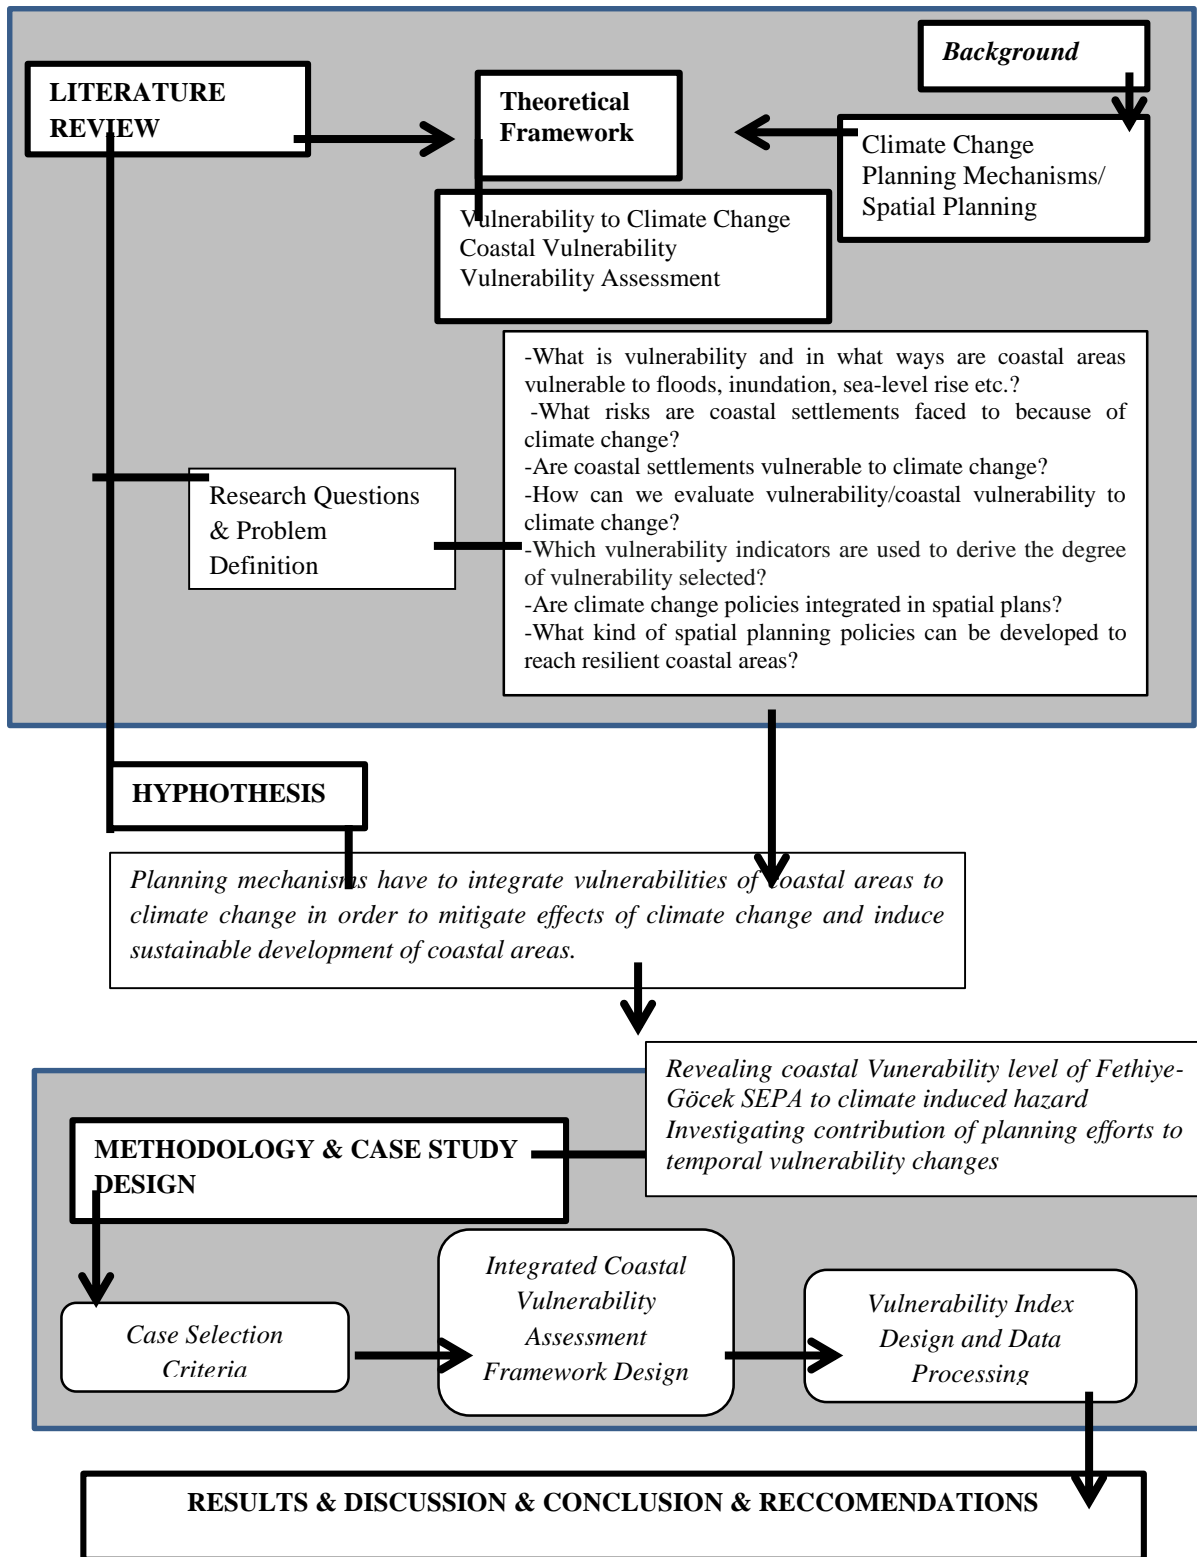 Background
LITERATURE
REVIEW
Theoretical
Framework
Climate Change
Planning Mechanisms/
Spatial Planning
Vulnerability to Climate Change
Coastal Vulnerability
Vulnerability Assessment
-What is vulnerability and in what ways are coastal areas
vulnerable to floods, inundation, sea-level rise etc.?
-What risks are coastal settlements faced to because of
climate change?
-Are coastal settlements vulnerable to climate change?
-How can we evaluate vulnerability/coastal vulnerability to
climate change?
-Which vulnerability indicators are used to derive the degree
of vulnerability selected?
-Are climate change policies integrated in spatial plans?
-What kind of spatial planning policies can be developed to
reach resilient coastal areas?
Research Questions
& Problem
Definition
HYPHOTHESIS
Planning mechanisms have to integrate vulnerabilities of coastal areas to
climate change in order to mitigate effects of climate change and induce
sustainable development of coastal areas.
Revealing coastal Vunerability level of Fethiye-
Göcek SEPA to climate induced hazard
Investigating contribution of planning efforts to
temporal vulnerability changes
METHODOLOGY & CASE STUDY
DESIGN
Case Selection
Criteria
Integrated Coastal
Vulnerability
Assessment
Framework Design
Vulnerability Index
Design and Data
Processing
RESULTS & DISCUSSION & CONCLUSION & RECCOMENDATIONS